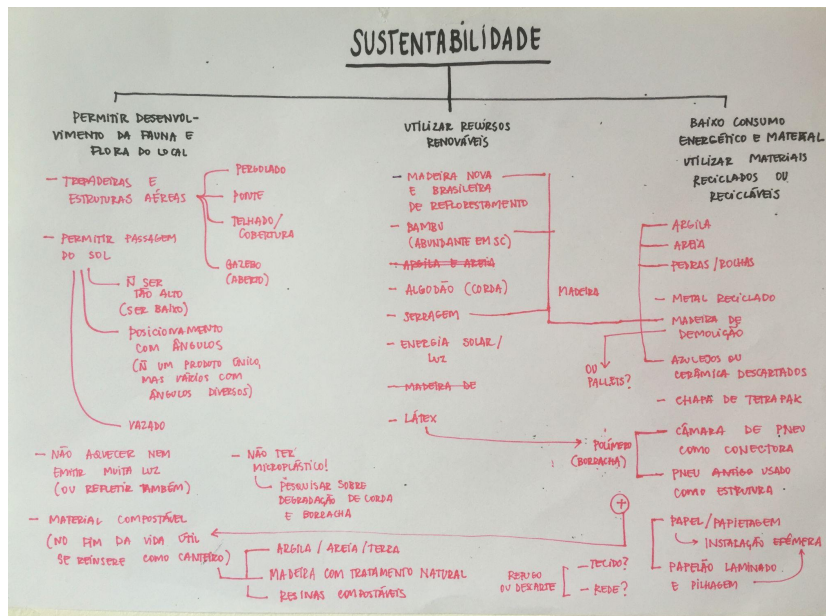 SUSTENTABILIDADE
PERMITIR DESENVOL-
VIMENTO DA FAUNA E
FLORA DO LOCAL
- TREPADEIRAS E
ESTRUTURAS AÉREAS
PERGOLADO
PONTE
TELHADO/
COBERTURA
GAZEBO
(ABERTO)
- PERMITIR PASSAGEM
DO SOL
Ñ SER
TÃO ALTO
(SER BAIXO)
POSICIONAMENTO
COM ÂNGULOS
(Ñ UM PRODUTO ÚNICO,
MAS VÁRIOS COM
ÂNGULOS DIVERSOS)
VAZADO
- NÃO AQUECER NEM
EMITIR MUITA LUZ
(OU REFLETIR TAMBÉM)
- NÃO TER
MICROPLÁSTICO!
PESQUISAR SOBRE
DEGRADAÇÃO DE CORDA
E BORRACHA
- MATERIAL COMPOSTÁVEL
(NO FIM DA VIDA ÚTIL
SE REINSERE COMO CANTEIRO)
- ARGILA / AREIA / TERRA
- MADEIRA COM TRATAMENTO NATURAL
- RESINAS COMPOSTÁVEIS
UTILIZAR RECURSOS
RENOVÁVEIS
- MADEIRA NOVA
E BRASILEIRA
DE REFLORESTAMENTO
- BAMBU
(ABUNDANTE EM SC)
- ARGILA E AREIA
- ALGODÃO (CORDA)
- SERRAGEM
- ENERGIA SOLAR/
LUZ
- MADEIRA DE
- LÁTEX
MADEIRA
BAIXO CONSUMO
ENERGÉTICO E MATERIAL
UTILIZAR MATERIAIS
RECICLADOS OU
RECICLÁVEIS
- ARGILA
- AREIA
- PEDRAS/ROCHAS
- METAL RECICLADO
- MADEIRA DE
DEMOLIÇÃO
OU
PALLETS?
- AZULEJOS OU
CERÂMICA DESCARTADOS
- CHAPA DE TETRAPAK
POLÍMERO
(BORRACHA)
- CÂMARA DE PNEU
COMO CONECTORA
- PNEU ANTIGO USADO
COMO ESTRUTURA
+
- PAPEL/PAPIETAGEM
INSTALAÇÃO EFÊMERA
- PAPELÃO LAMINADO
E PILHAGEM
REFUGO
OU DESCARTE
- TECIDO?
- REDE?